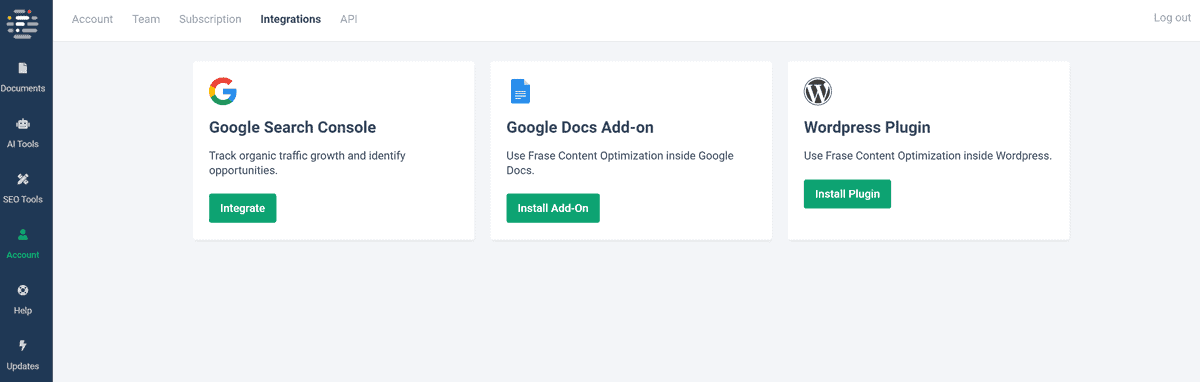 Account Team Subscription Integrations API Log out
Documents
AI Tools
SEO Tools
Account
Help
Updates
Google Search Console
Track organic traffic growth and identify
opportunities.
Integrate
Google Docs Add-on
Use Frase Content Optimization inside Google
Docs.
Install Add-On
Wordpress Plugin
Use Frase Content Optimization inside Wordpress.
Install Plugin